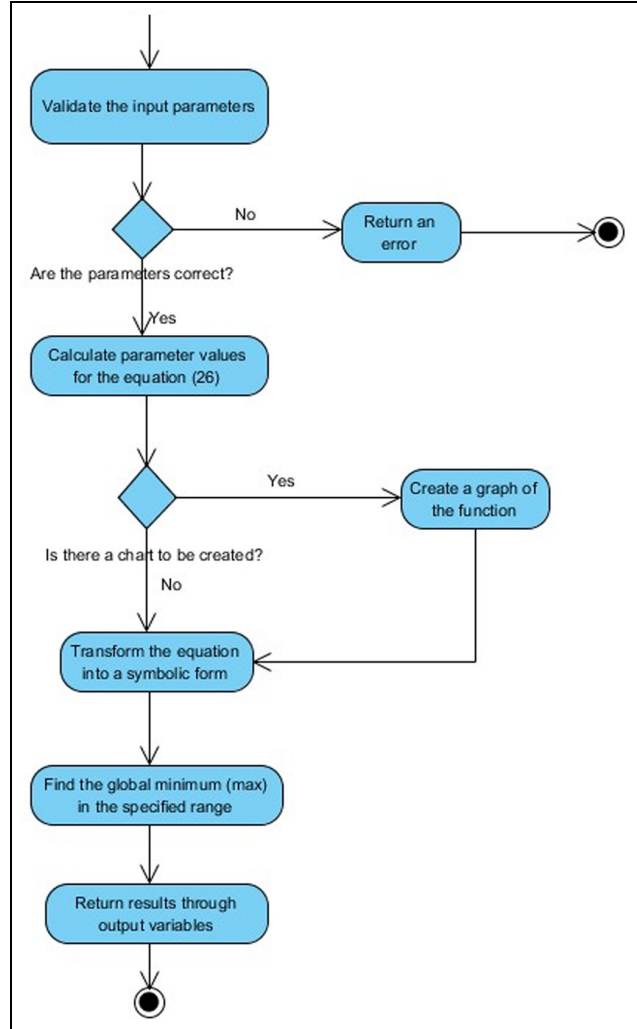 Validate the input parameters
No
Return an
error
Are the parameters correct?
Yes
Calculate parameter values
for the equation (26)
Yes
Create a graph of
the function
Is there a chart to be created?
No
Transform the equation
into a symbolic form
Find the global minimum (max)
in the specified range
Return results through
output variables